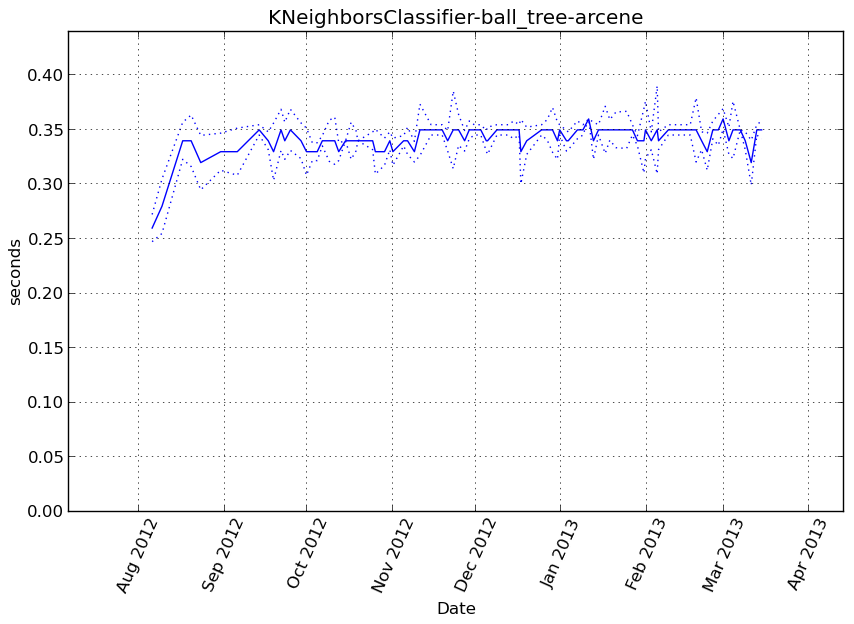 KNeighborsClassifier-ball_tree-arcene
seconds
0.40
0.35
0.30
0.25
0.20
0.15
0.10
0.05
0.00
Aug 2012
Sep 2012
Oct 2012
Nov 2012
Dec 2012
Jan 2013
Feb 2013
Mar 2013
Apr 2013
Date